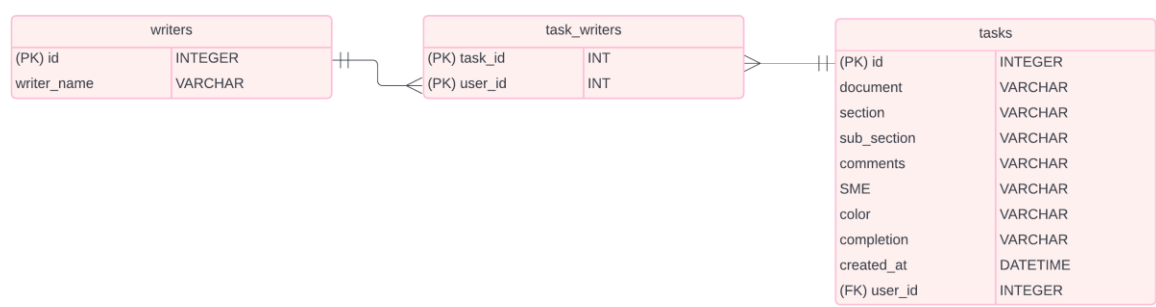 writers
(PK) id INTEGER
writer_name VARCHAR
task_writers
(PK) task_id INT
(PK) user_id INT
tasks
(PK) id INTEGER
document VARCHAR
section VARCHAR
sub_section VARCHAR
comments VARCHAR
SME VARCHAR
color VARCHAR
completion VARCHAR
created_at DATETIME
(FK) user_id INTEGER